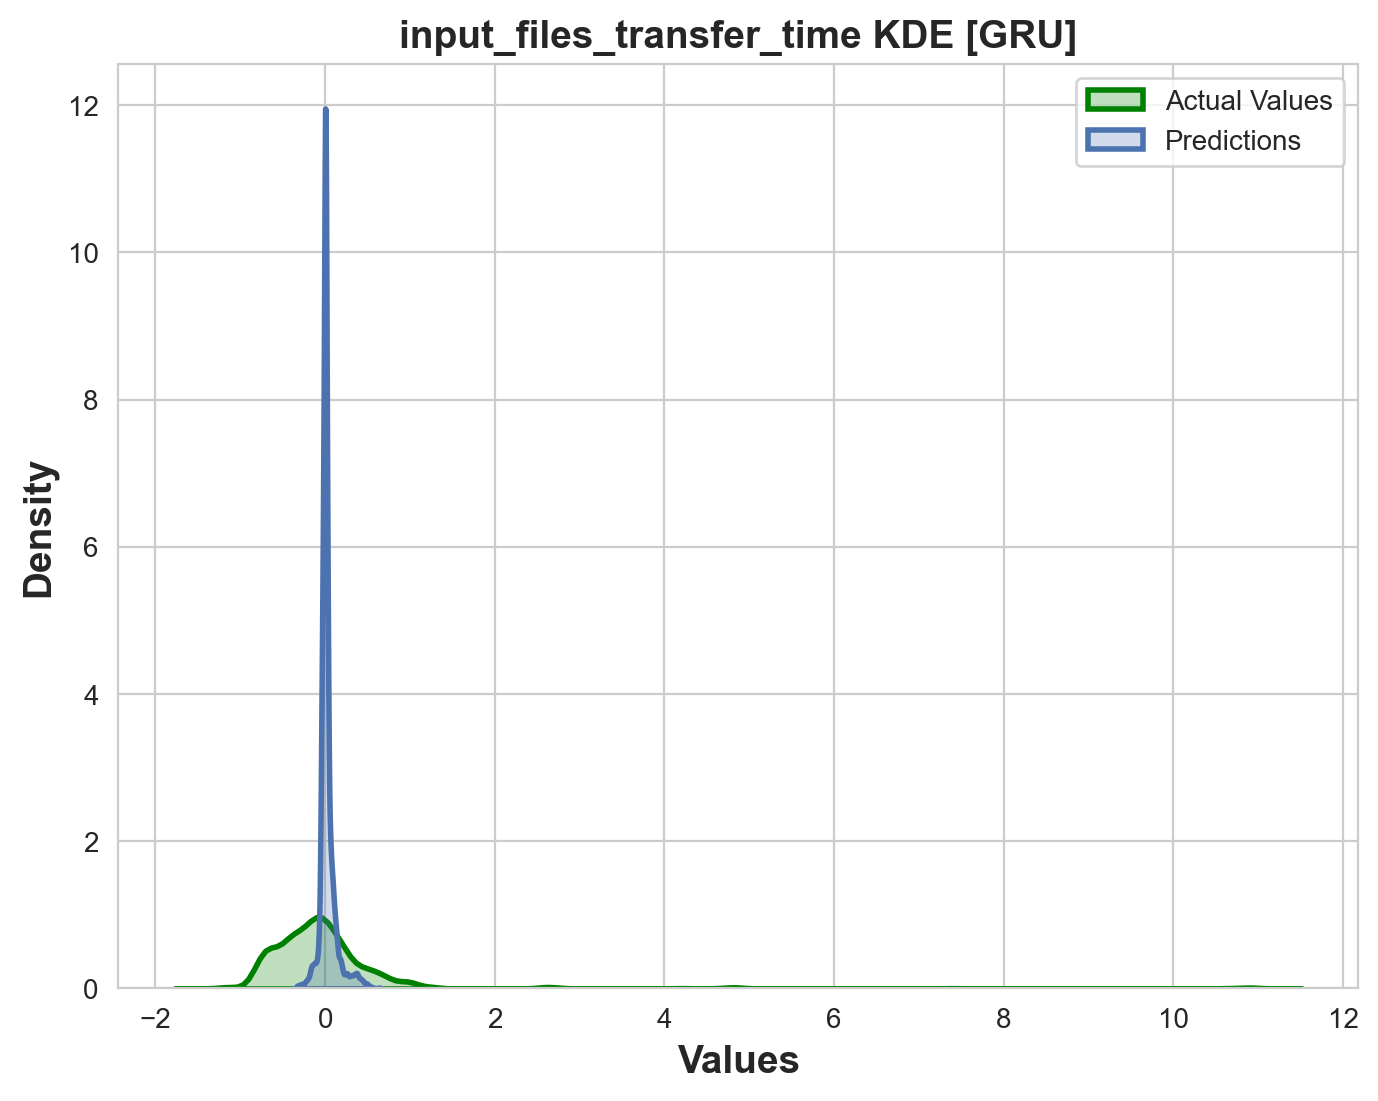 input_files_transfer_time KDE [GRU]
Actual Values
Predictions
Density
12
10
8
6
4
2
0
−2 0 2 4 6 8 10 12
Values